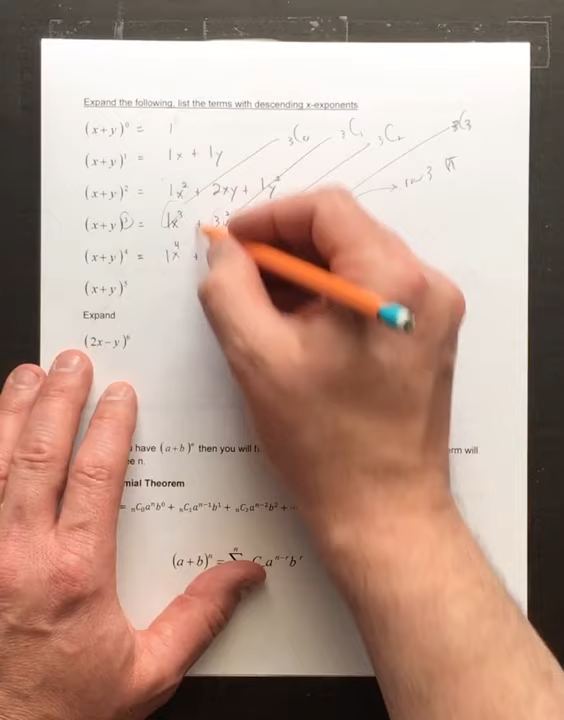 Expand the following, list the terms with descending x-exponents
₃C₀ ₃C₁ ₃C₂ ₃C₃
(x+y)⁰ = 1
(x+y)¹ = 1x + 1y
(x+y)² = 1x² + 2xy + 1y² → row 3
(x+y)³ = 1x³ + 3
(x+y)⁴ = 1x⁴ +
(x+y)⁵
Expand
(2x−y)⁶
have (a+b)ⁿ then you will rm will
e n.
mial Theorem
= ₙC₀aⁿb⁰ + ₙC₁aⁿ⁻¹b¹ + ₙC₂aⁿ⁻²b² + ··
(a+b)ⁿ = ∑ⁿ C aⁿ⁻ʳbʳ